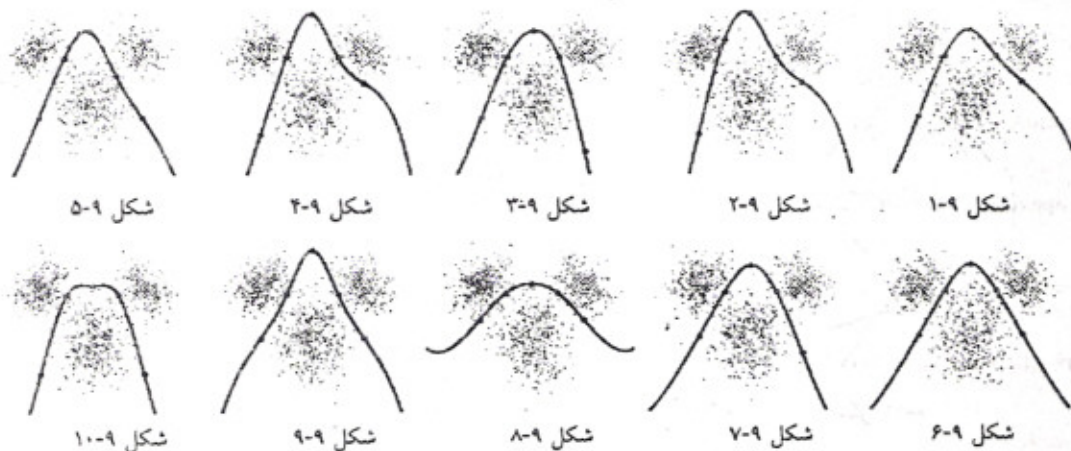 شکل ۹-۱ شکل ۹-۲ شکل ۹-۳ شکل ۹-۴ شکل ۹-۵
شکل ۹-۶ شکل ۹-۷ شکل ۹-۸ شکل ۹-۹ شکل ۹-۱۰